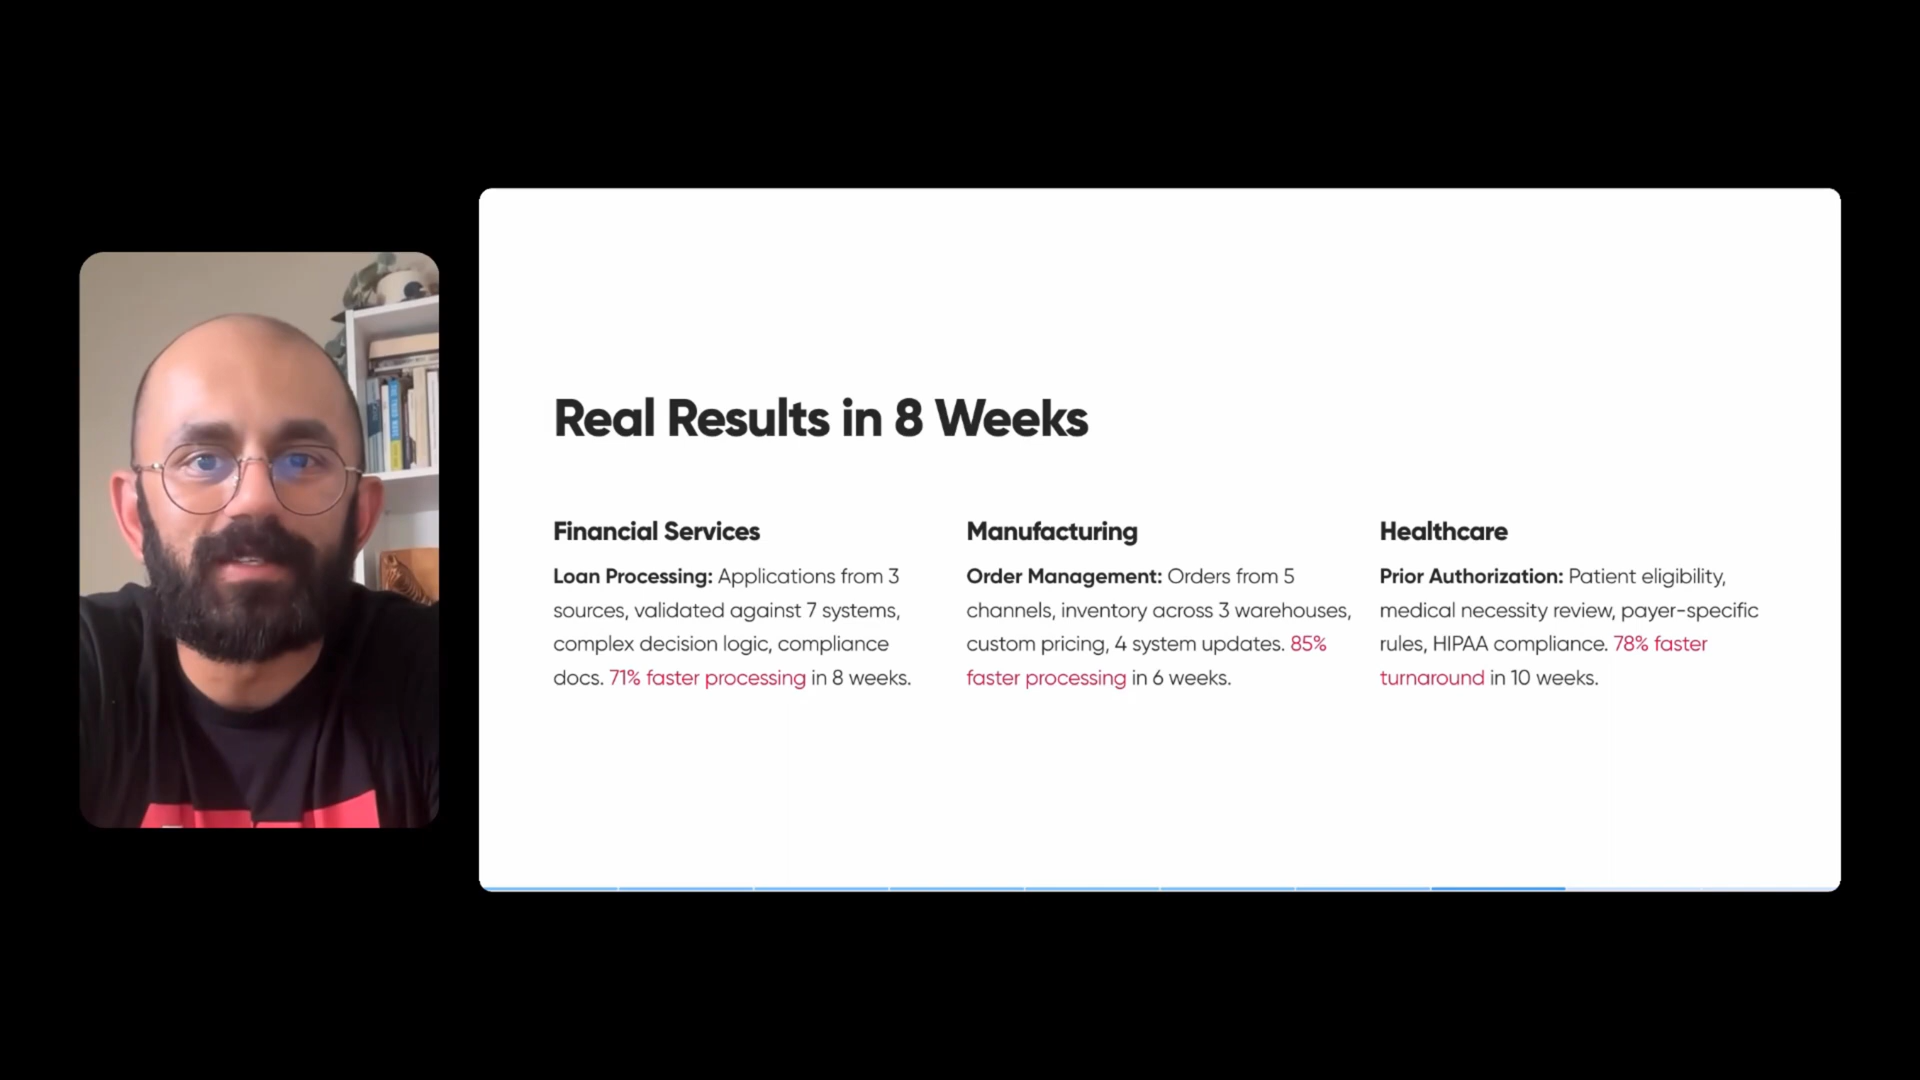 Real Results in 8 Weeks
Financial Services
Loan Processing: Applications from 3
sources, validated against 7 systems,
complex decision logic, compliance
docs. 71% faster processing in 8 weeks.
Manufacturing
Order Management: Orders from 5
channels, inventory across 3 warehouses,
custom pricing, 4 system updates. 85%
faster processing in 6 weeks.
Healthcare
Prior Authorization: Patient eligibility,
medical necessity review, payer-specific
rules, HIPAA compliance. 78% faster
turnaround in 10 weeks.